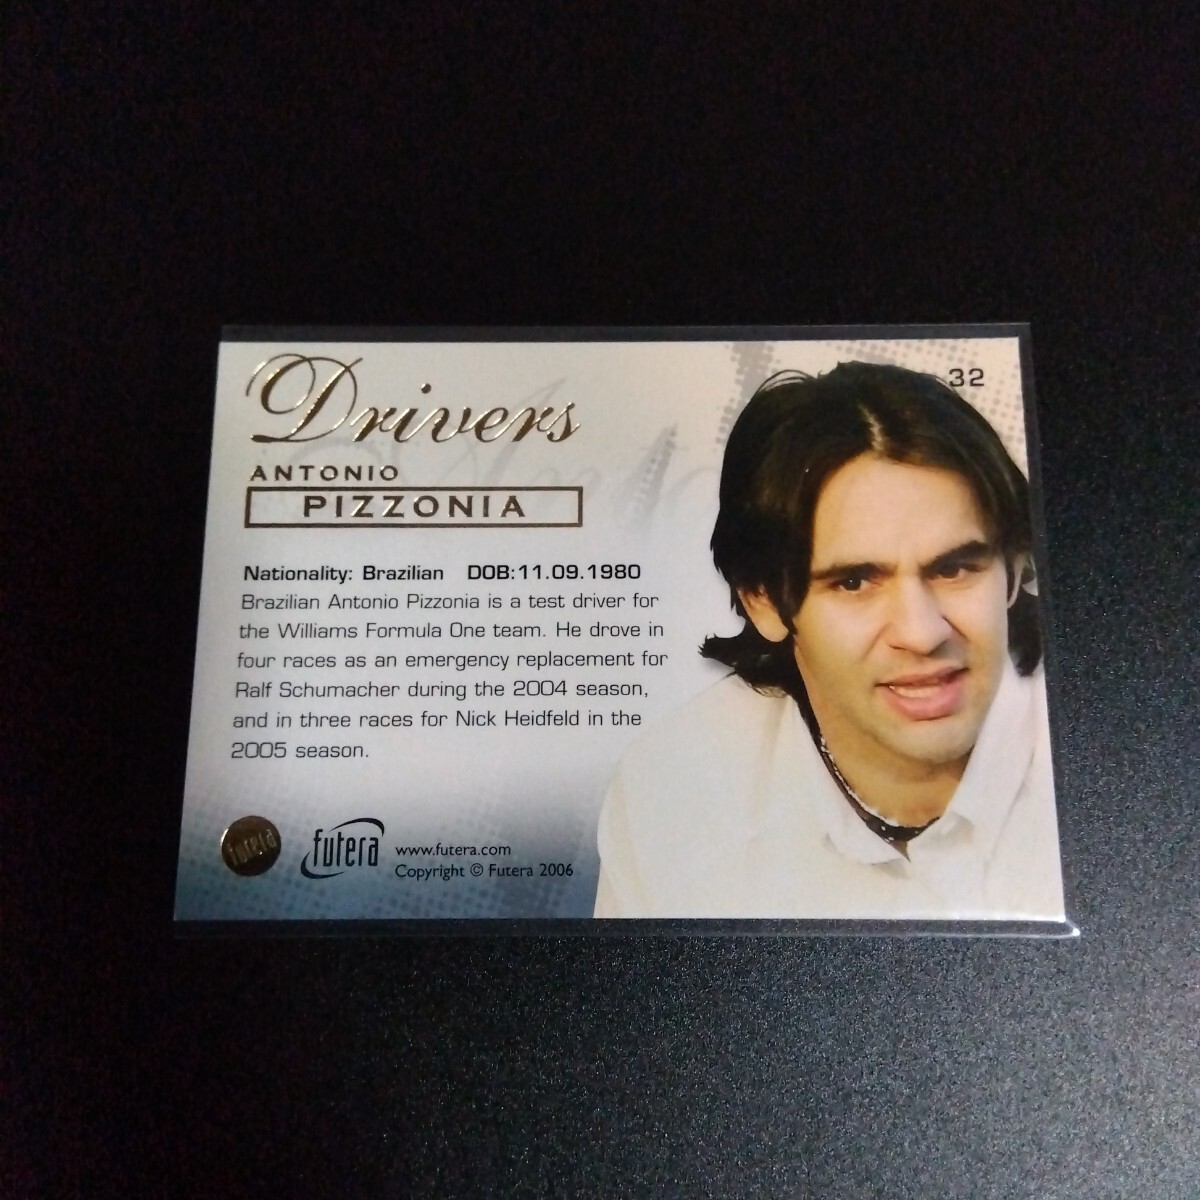 Drivers
32
ANTONIO
PIZZONIA
Nationality: Brazilian DOB:11.09.1980
Brazilian Antonio Pizzonia is a test driver for
the Williams Formula One team. He drove in
four races as an emergency replacement for
Ralf Schumacher during the 2004 season,
and in three races for Nick Heidfeld in the
2005 season.
futera
futera
www.futera.com
Copyright © Futera 2006